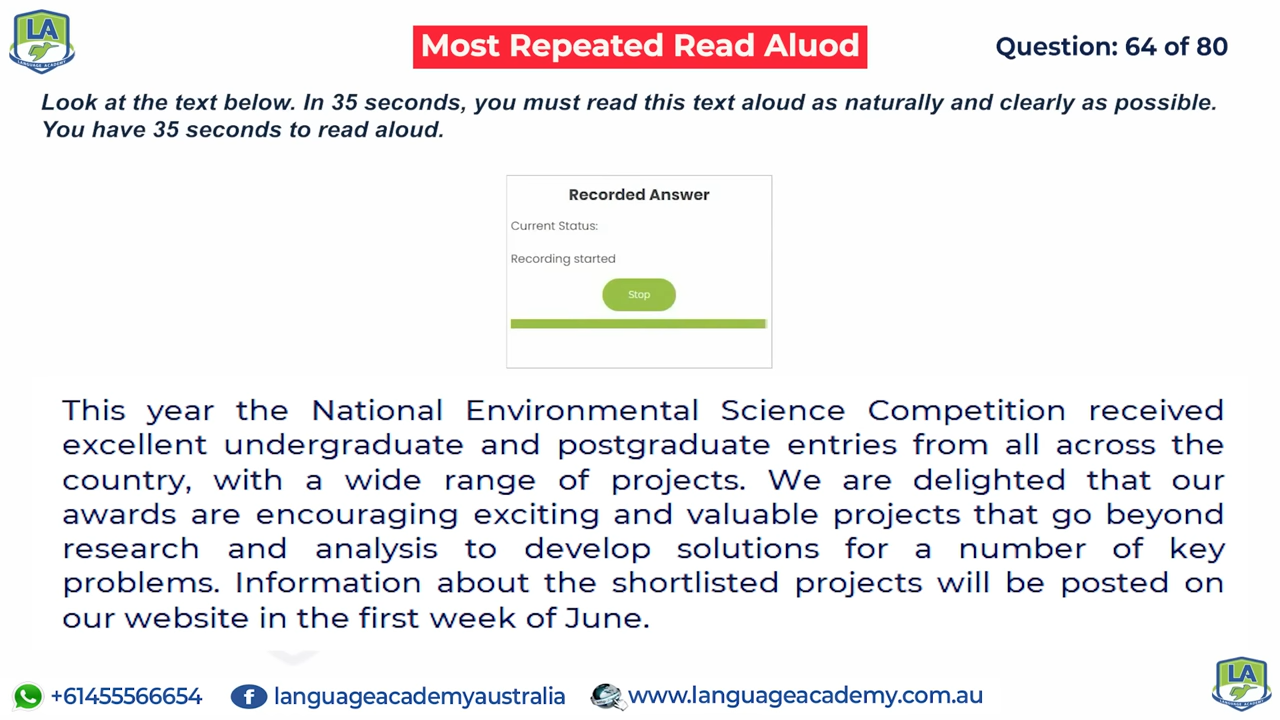 LA
LANGUAGE ACADEMY
Most Repeated Read Aluod
Question: 64 of 80
Look at the text below. In 35 seconds, you must read this text aloud as naturally and clearly as possible.
You have 35 seconds to read aloud.
Recorded Answer
Current Status:
Recording started
Stop
This year the National Environmental Science Competition received
excellent undergraduate and postgraduate entries from all across the
country, with a wide range of projects. We are delighted that our
awards are encouraging exciting and valuable projects that go beyond
research and analysis to develop solutions for a number of key
problems. Information about the shortlisted projects will be posted on
our website in the first week of June.
+61455566654
languageacademyaustralia
www.languageacademy.com.au
LA
LANGUAGE ACADEMY